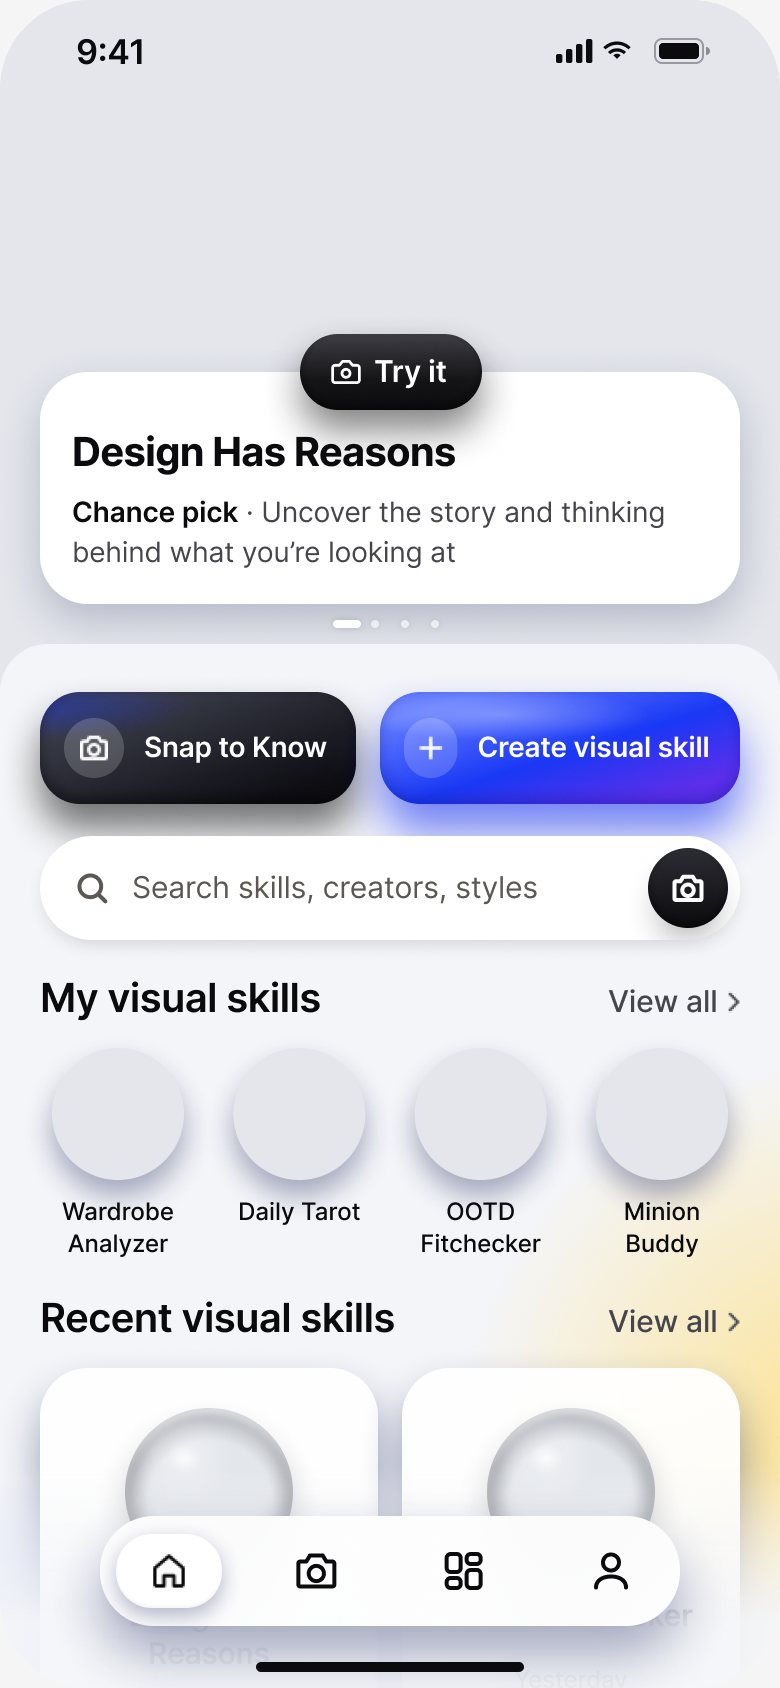 9:41
Try it
Design Has Reasons
Chance pick · Uncover the story and thinking
behind what you’re looking at
Snap to Know
Create visual skill
Search skills, creators, styles
My visual skills
View all
Wardrobe
Analyzer
Daily Tarot
OOTD
Fitchecker
Minion
Buddy
Recent visual skills
View all
Reasons
Yesterday